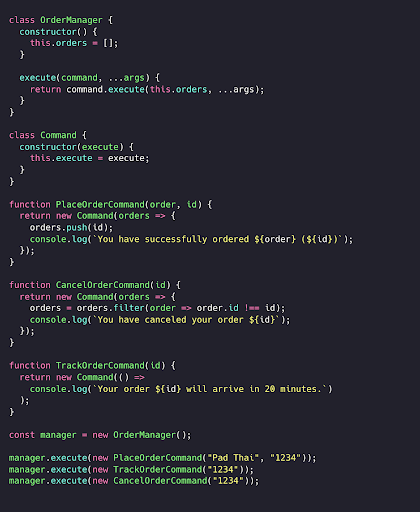 class OrderManager {
  constructor() {
    this.orders = [];
  }

  execute(command, ...args) {
    return command.execute(this.orders, ...args);
  }
}

class Command {
  constructor(execute) {
    this.execute = execute;
  }
}

function PlaceOrderCommand(order, id) {
  return new Command(orders => {
    orders.push(id);
    console.log(`You have successfully ordered ${order} (${id})`);
  });
}

function CancelOrderCommand(id) {
  return new Command(orders => {
    orders = orders.filter(order => order.id !== id);
    console.log(`You have canceled your order ${id}`);
  });
}

function TrackOrderCommand(id) {
  return new Command(() =>
    console.log(`Your order ${id} will arrive in 20 minutes.`)
  );
}

const manager = new OrderManager();

manager.execute(new PlaceOrderCommand("Pad Thai", "1234"));
manager.execute(new TrackOrderCommand("1234"));
manager.execute(new CancelOrderCommand("1234"));